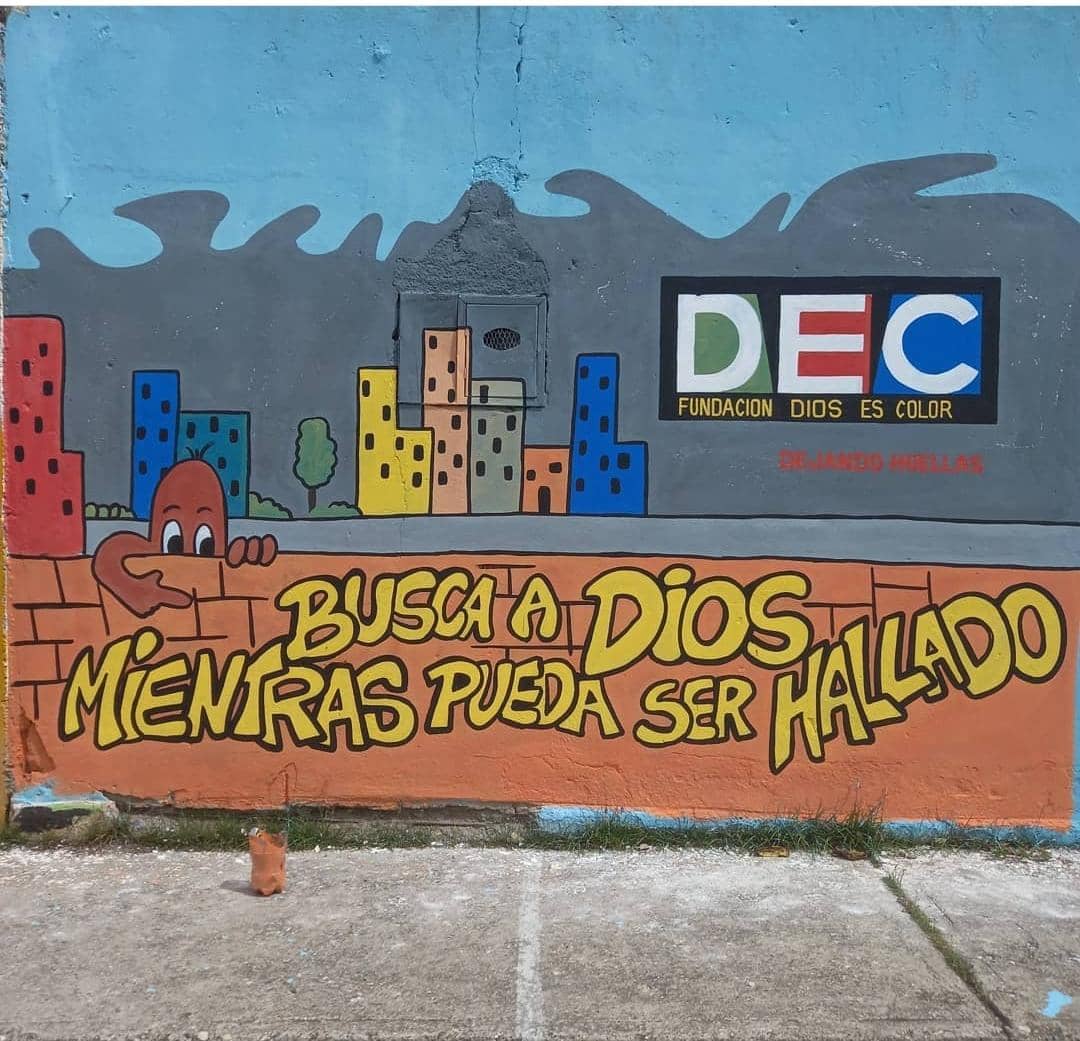 DEC
FUNDACION DIOS ES COLOR
DEJANDO HUELLAS
BUSCA A DiOS
MiENTRAS PUEDA SER HALLADO